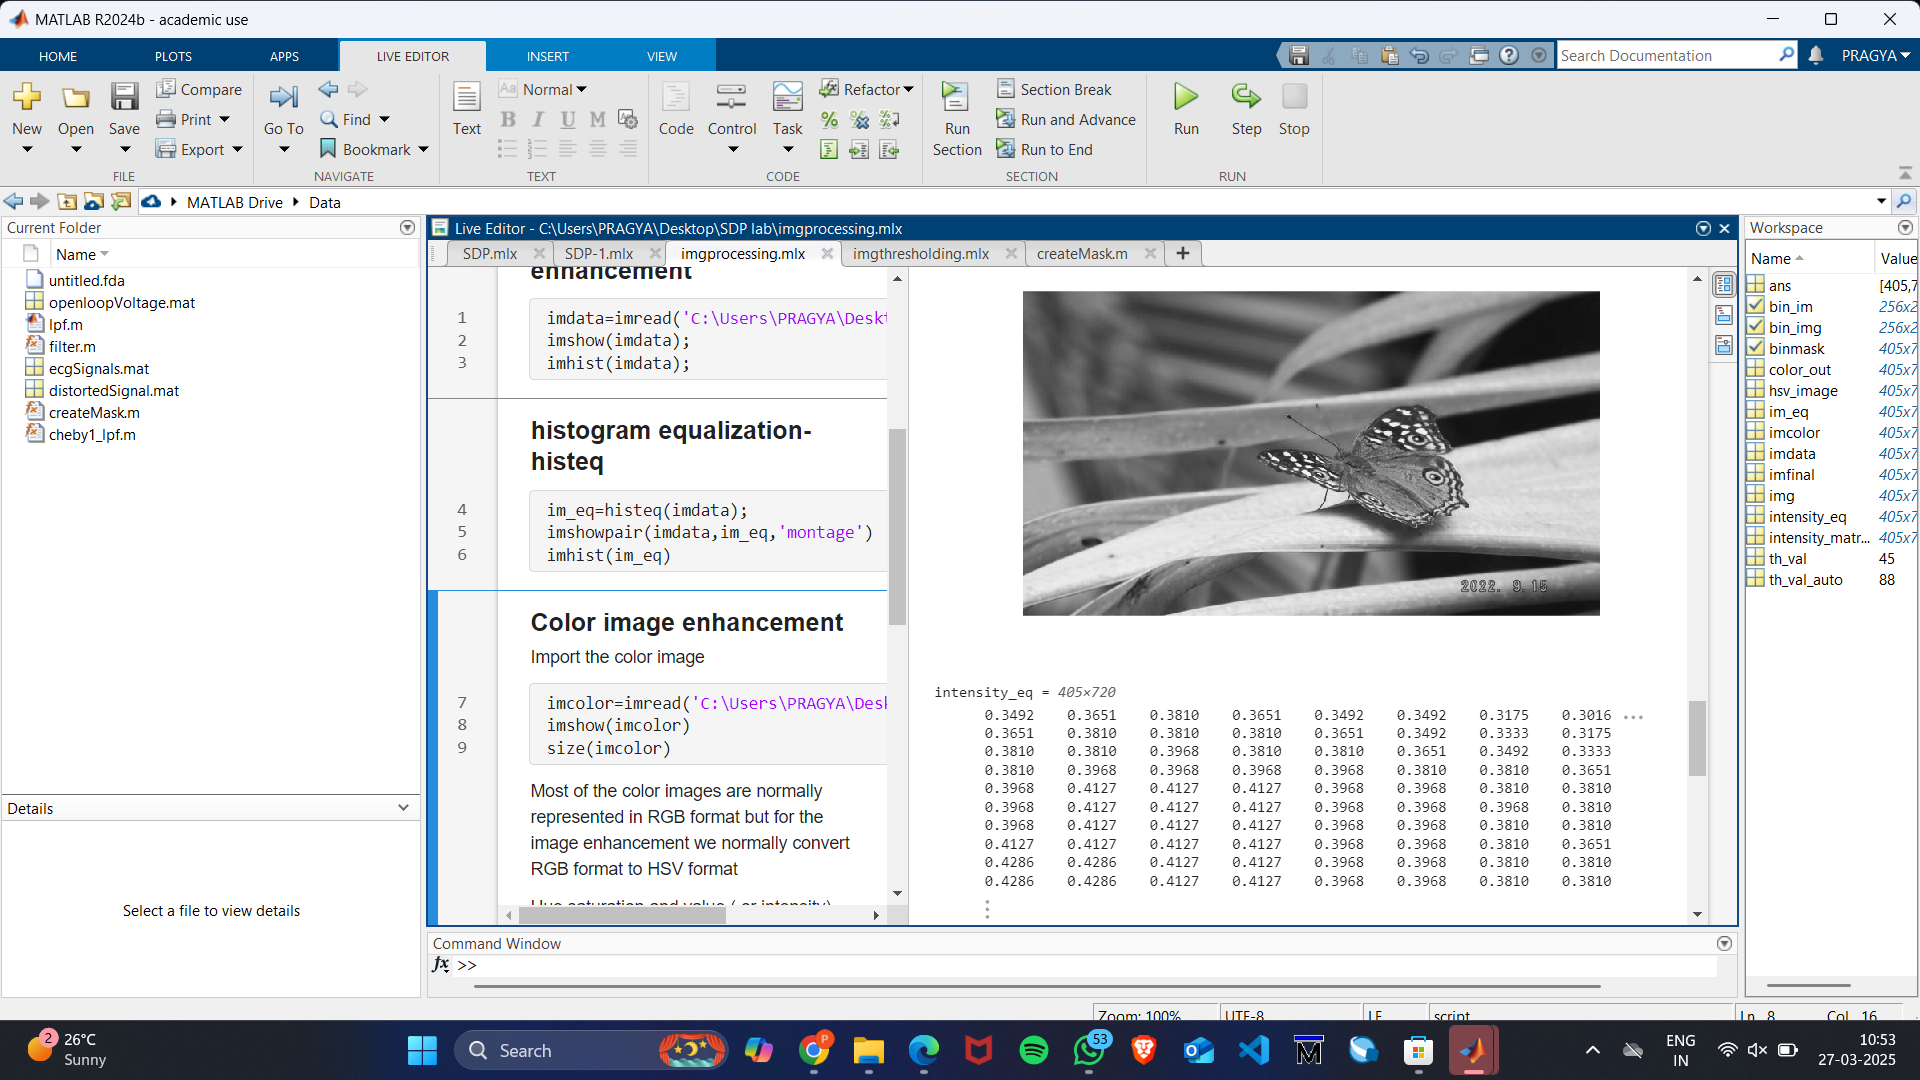 MATLAB R2024b - academic use
HOME PLOTS APPS LIVE EDITOR INSERT VIEW
Search Documentation
PRAGYA
New Open Save
Compare
Print
Export
FILE
Go To
Find
Bookmark
NAVIGATE
Text
Aa Normal
B I U M
TEXT
Code Control Task
Refactor
CODE
Run Section
Section Break
Run and Advance
Run to End
SECTION
Run Step Stop
RUN
MATLAB Drive Data
Current Folder
Name
untitled.fda
openloopVoltage.mat
lpf.m
filter.m
ecgSignals.mat
distortedSignal.mat
createMask.m
cheby1_lpf.m
Details
Select a file to view details
Live Editor - C:\Users\PRAGYA\Desktop\SDP lab\imgprocessing.mlx
SDP.mlx SDP-1.mlx imgprocessing.mlx imgthresholding.mlx createMask.m
enhancement
1 imdata=imread('C:\Users\PRAGYA\Deskt
2 imshow(imdata);
3 imhist(imdata);
histogram equalization-
histeq
4 im_eq=histeq(imdata);
5 imshowpair(imdata,im_eq,'montage')
6 imhist(im_eq)
Color image enhancement
Import the color image
7 imcolor=imread('C:\Users\PRAGYA\Desk
8 imshow(imcolor)
9 size(imcolor)
Most of the color images are normally
represented in RGB format but for the
image enhancement we normally convert
RGB format to HSV format
Hue saturation and value ( or intensity)
2022. 9.15
intensity_eq = 405×720
0.3492 0.3651 0.3810 0.3651 0.3492 0.3492 0.3175 0.3016 ...
0.3651 0.3810 0.3810 0.3810 0.3651 0.3492 0.3333 0.3175
0.3810 0.3810 0.3968 0.3810 0.3810 0.3651 0.3492 0.3333
0.3810 0.3968 0.3968 0.3968 0.3968 0.3810 0.3810 0.3651
0.3968 0.4127 0.4127 0.4127 0.3968 0.3968 0.3810 0.3810
0.3968 0.4127 0.4127 0.4127 0.3968 0.3968 0.3968 0.3810
0.3968 0.4127 0.4127 0.4127 0.3968 0.3968 0.3810 0.3810
0.4127 0.4127 0.4127 0.4127 0.3968 0.3968 0.3810 0.3651
0.4286 0.4286 0.4127 0.4127 0.3968 0.3968 0.3810 0.3810
0.4286 0.4286 0.4127 0.4127 0.3968 0.3968 0.3810 0.3810
Command Window
fx >>
Workspace
Name Value
ans [405,7
bin_im 256x2
bin_img 256x2
binmask 405x7
color_out 405x7
hsv_image 405x7
im_eq 405x7
imcolor 405x7
imdata 405x7
imfinal 405x7
img 405x7
intensity_eq 405x7
intensity_matr... 405x7
th_val 45
th_val_auto 88
Zoom: 100% UTF-8 LF script Ln 8 Col 16
2
26°C
Sunny
Search
P
53
M
ENG
IN
10:53
27-03-2025